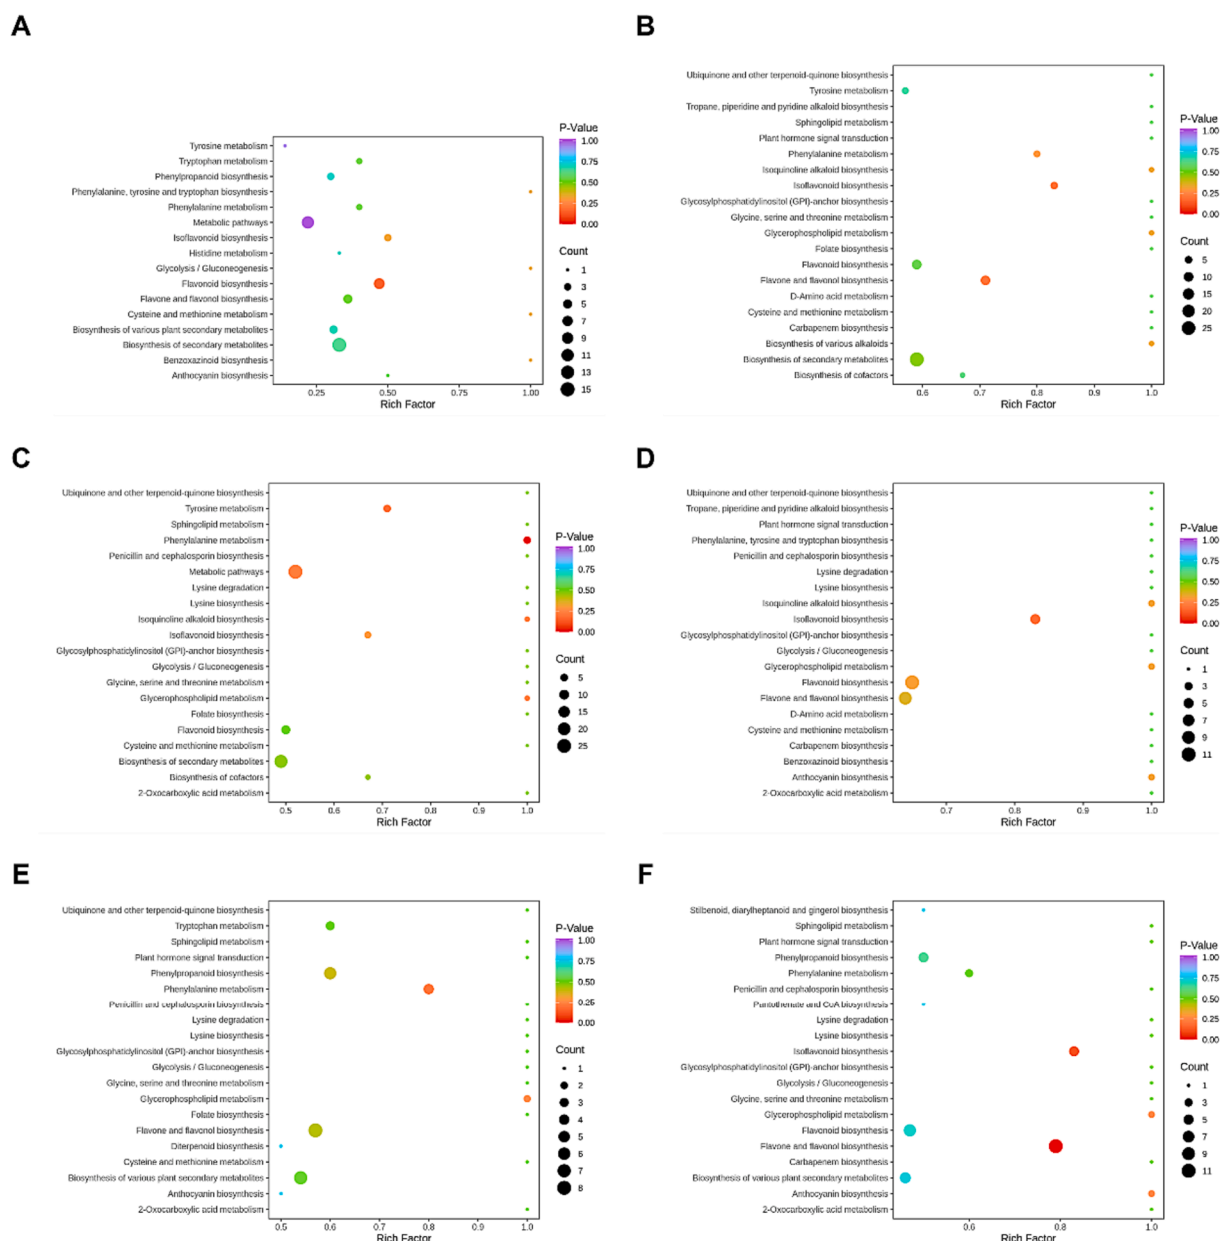 A
Tyrosine metabolism
Tryptophan metabolism
Phenylpropanoid biosynthesis
Phenylalanine, tyrosine and tryptophan biosynthesis
Phenylalanine metabolism
Metabolic pathways
Isoflavonoid biosynthesis
Histidine metabolism
Glycolysis / Gluconeogenesis
Flavonoid biosynthesis
Flavone and flavonol biosynthesis
Cysteine and methionine metabolism
Biosynthesis of various plant secondary metabolites
Biosynthesis of secondary metabolites
Benzoxazinoid biosynthesis
Anthocyanin biosynthesis
0.25 0.50 0.75 1.00
Rich Factor
P-Value
1.00
0.75
0.50
0.25
0.00
Count
1
3
5
7
9
11
13
15
B
Ubiquinone and other terpenoid-quinone biosynthesis
Tyrosine metabolism
Tropane, piperidine and pyridine alkaloid biosynthesis
Sphingolipid metabolism
Plant hormone signal transduction
Phenylalanine metabolism
Isoquinoline alkaloid biosynthesis
Isoflavonoid biosynthesis
Glycosylphosphatidylinositol (GPI)-anchor biosynthesis
Glycine, serine and threonine metabolism
Glycerophospholipid metabolism
Folate biosynthesis
Flavonoid biosynthesis
Flavone and flavonol biosynthesis
D-Amino acid metabolism
Cysteine and methionine metabolism
Carbapenem biosynthesis
Biosynthesis of various alkaloids
Biosynthesis of secondary metabolites
Biosynthesis of cofactors
0.6 0.7 0.8 0.9 1.0
Rich Factor
P-Value
1.00
0.75
0.50
0.25
0.00
Count
5
10
15
20
25
C
Ubiquinone and other terpenoid-quinone biosynthesis
Tyrosine metabolism
Sphingolipid metabolism
Phenylalanine metabolism
Penicillin and cephalosporin biosynthesis
Metabolic pathways
Lysine degradation
Lysine biosynthesis
Isoquinoline alkaloid biosynthesis
Isoflavonoid biosynthesis
Glycosylphosphatidylinositol (GPI)-anchor biosynthesis
Glycolysis / Gluconeogenesis
Glycine, serine and threonine metabolism
Glycerophospholipid metabolism
Folate biosynthesis
Flavonoid biosynthesis
Cysteine and methionine metabolism
Biosynthesis of secondary metabolites
Biosynthesis of cofactors
2-Oxocarboxylic acid metabolism
0.5 0.6 0.7 0.8 0.9 1.0
Rich Factor
P-Value
1.00
0.75
0.50
0.25
0.00
Count
5
10
15
20
25
D
Ubiquinone and other terpenoid-quinone biosynthesis
Tropane, piperidine and pyridine alkaloid biosynthesis
Plant hormone signal transduction
Phenylalanine, tyrosine and tryptophan biosynthesis
Penicillin and cephalosporin biosynthesis
Lysine degradation
Lysine biosynthesis
Isoquinoline alkaloid biosynthesis
Isoflavonoid biosynthesis
Glycosylphosphatidylinositol (GPI)-anchor biosynthesis
Glycolysis / Gluconeogenesis
Glycerophospholipid metabolism
Flavonoid biosynthesis
Flavone and flavonol biosynthesis
D-Amino acid metabolism
Cysteine and methionine metabolism
Carbapenem biosynthesis
Benzoxazinoid biosynthesis
Anthocyanin biosynthesis
2-Oxocarboxylic acid metabolism
0.7 0.8 0.9 1.0
Rich Factor
P-Value
1.00
0.75
0.50
0.25
0.00
Count
1
3
5
7
9
11
E
Ubiquinone and other terpenoid-quinone biosynthesis
Tryptophan metabolism
Sphingolipid metabolism
Plant hormone signal transduction
Phenylpropanoid biosynthesis
Phenylalanine metabolism
Penicillin and cephalosporin biosynthesis
Lysine degradation
Lysine biosynthesis
Glycosylphosphatidylinositol (GPI)-anchor biosynthesis
Glycolysis / Gluconeogenesis
Glycine, serine and threonine metabolism
Glycerophospholipid metabolism
Folate biosynthesis
Flavone and flavonol biosynthesis
Diterpenoid biosynthesis
Cysteine and methionine metabolism
Biosynthesis of various plant secondary metabolites
Anthocyanin biosynthesis
2-Oxocarboxylic acid metabolism
0.5 0.6 0.7 0.8 0.9 1.0
Rich Factor
P-Value
1.00
0.75
0.50
0.25
0.00
Count
1
2
3
4
5
6
7
8
F
Stilbenoid, diarylheptanoid and gingerol biosynthesis
Sphingolipid metabolism
Plant hormone signal transduction
Phenylpropanoid biosynthesis
Phenylalanine metabolism
Penicillin and cephalosporin biosynthesis
Pantothenate and CoA biosynthesis
Lysine degradation
Lysine biosynthesis
Isoflavonoid biosynthesis
Glycosylphosphatidylinositol (GPI)-anchor biosynthesis
Glycolysis / Gluconeogenesis
Glycine, serine and threonine metabolism
Glycerophospholipid metabolism
Flavonoid biosynthesis
Flavone and flavonol biosynthesis
Carbapenem biosynthesis
Biosynthesis of various plant secondary metabolites
Anthocyanin biosynthesis
2-Oxocarboxylic acid metabolism
0.6 0.8 1.0
Rich Factor
P-Value
1.00
0.75
0.50
0.25
0.00
Count
1
3
5
7
9
11